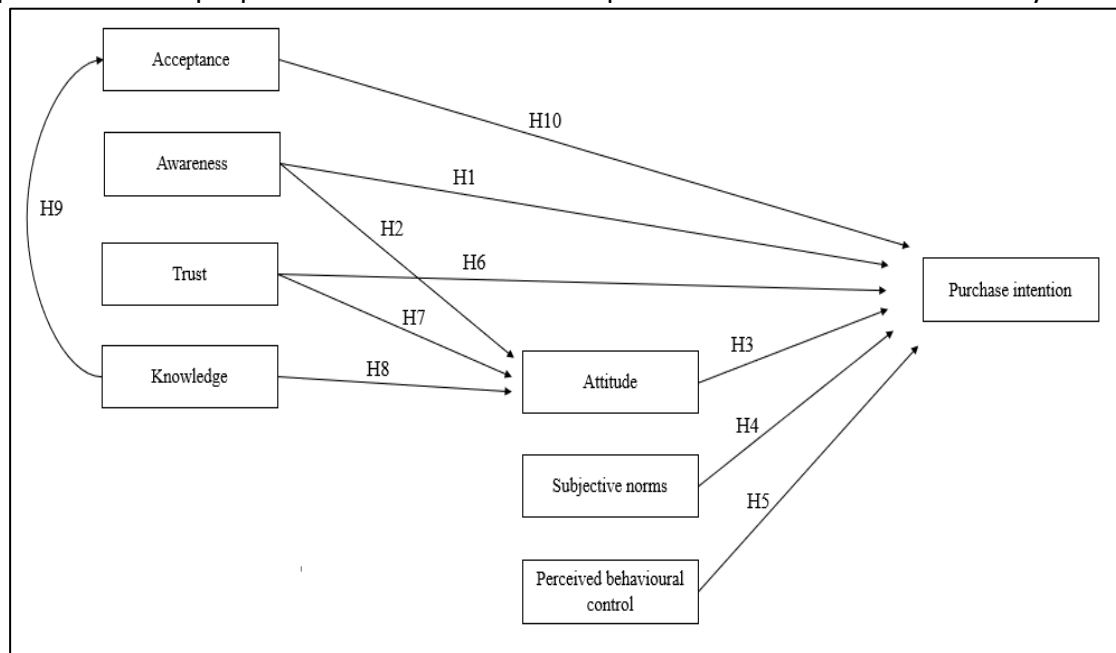 Acceptance
H10
Awareness
H1
H9
H2
Trust
H6
Purchase intention
H7
Knowledge
H8
H3
Attitude
H4
Subjective norms
H5
Perceived behavioural
control